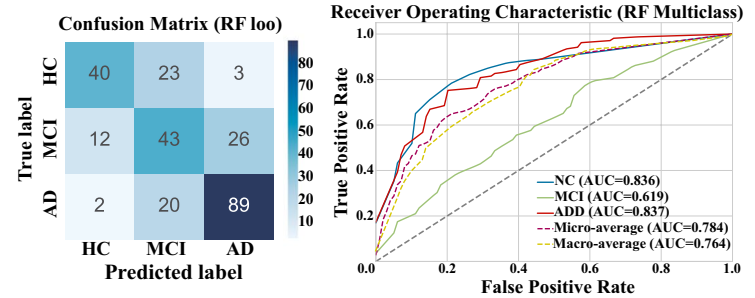 Confusion Matrix (RF loo)
True label
HC
MCI
AD
40 23 3
12 43 26
2 20 89
HC MCI AD
Predicted label
80
70
60
50
40
30
20
10
Receiver Operating Characteristic (RF Multiclass)
True Positive Rate
1.0
0.8
0.6
0.4
0.2
0.0 0.2 0.4 0.6 0.8 1.0
False Positive Rate
NC (AUC=0.836)
MCI (AUC=0.619)
ADD (AUC=0.837)
Micro-average (AUC=0.784)
Macro-average (AUC=0.764)